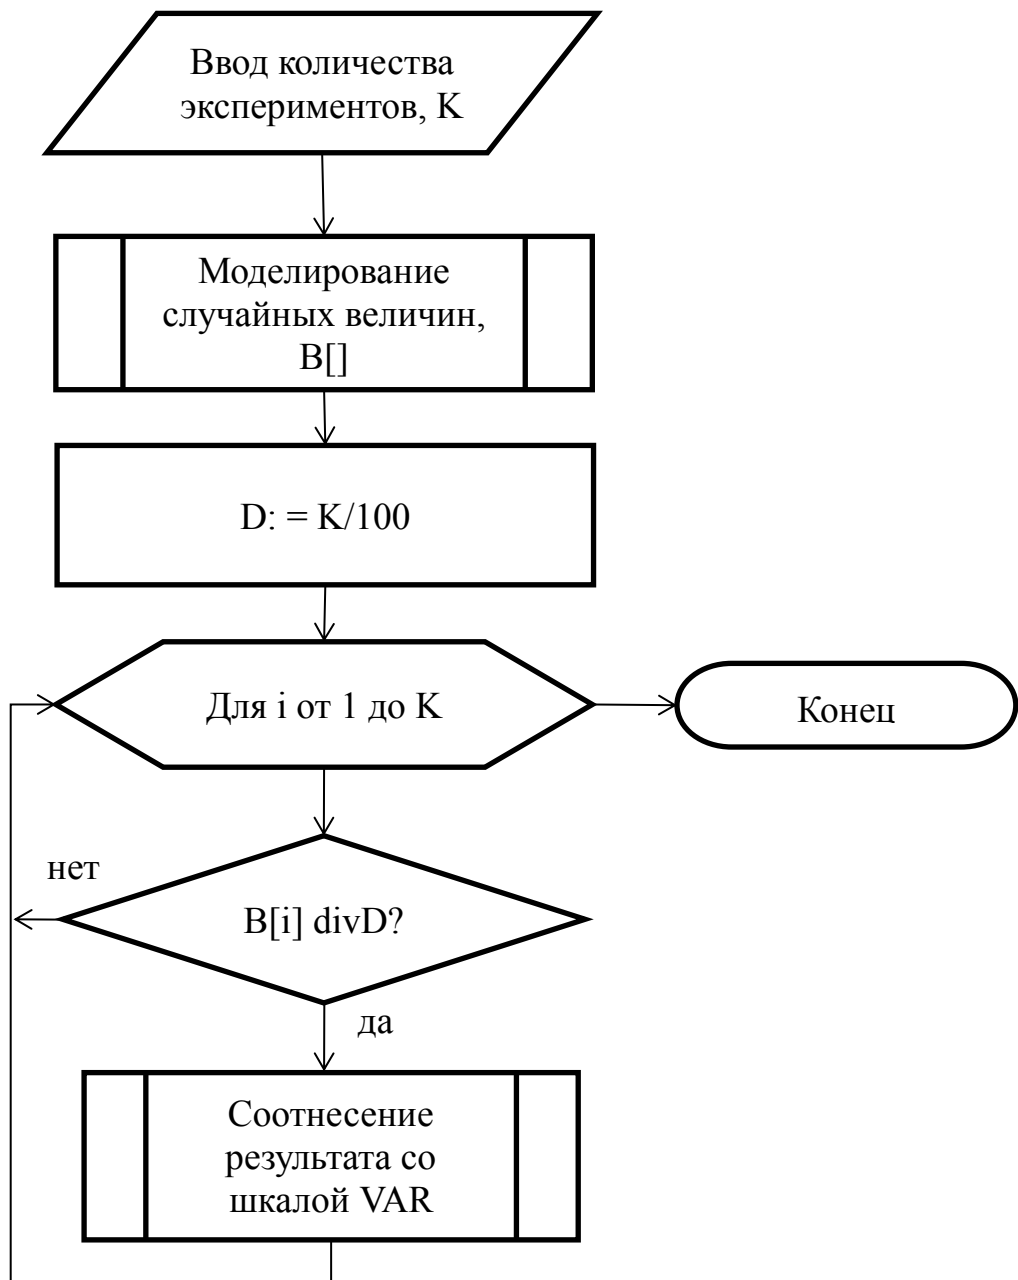 Ввод количества
экспериментов, K
Моделирование
случайных величин,
B[]
D: = K/100
Для i от 1 до K
Конец
нет
B[i] divD?
да
Соотнесение
результата со
шкалой VAR